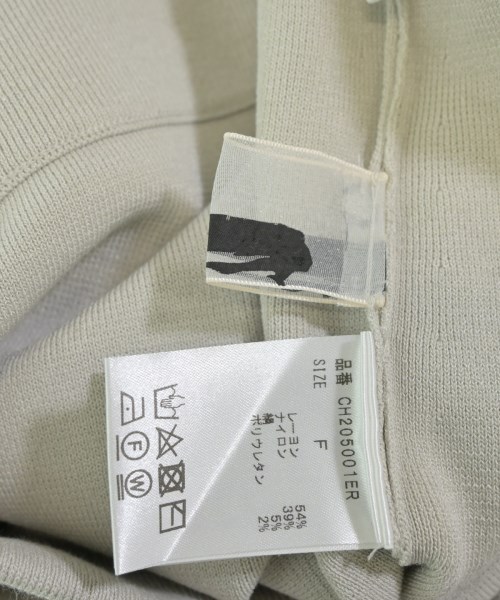 品番 CH205001ER
SIZE F
レーヨン 54%
ナイロン 39%
綿 5%
ポリウレタン 2%
F
W